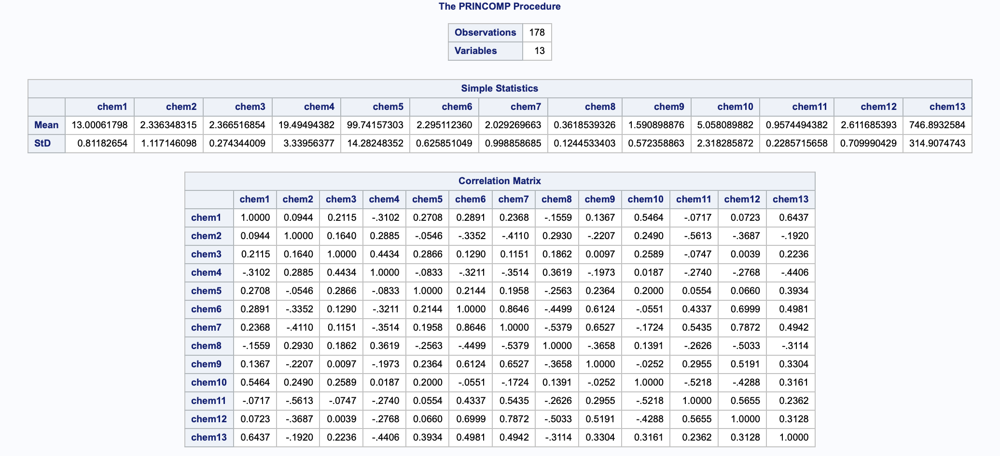 The PRINCOMP Procedure
Observations 178
Variables 13
Simple Statistics
chem1 chem2 chem3 chem4 chem5 chem6 chem7 chem8 chem9 chem10 chem11 chem12 chem13
Mean 13.00061798 2.336348315 2.366516854 19.49494382 99.74157303 2.295112360 2.029269663 0.3618539326 1.590898876 5.058089882 0.9574494382 2.611685393 746.8932584
StD 0.81182654 1.117146098 0.274344009 3.33956377 14.28248352 0.625851049 0.998858685 0.1244533403 0.572358863 2.318285872 0.2285715658 0.709990429 314.9074743
Correlation Matrix
chem1 chem2 chem3 chem4 chem5 chem6 chem7 chem8 chem9 chem10 chem11 chem12 chem13
chem1 1.0000 0.0944 0.2115 -.3102 0.2708 0.2891 0.2368 -.1559 0.1367 0.5464 -.0717 0.0723 0.6437
chem2 0.0944 1.0000 0.1640 0.2885 -.0546 -.3352 -.4110 0.2930 -.2207 0.2490 -.5613 -.3687 -.1920
chem3 0.2115 0.1640 1.0000 0.4434 0.2866 0.1290 0.1151 0.1862 0.0097 0.2589 -.0747 0.0039 0.2236
chem4 -.3102 0.2885 0.4434 1.0000 -.0833 -.3211 -.3514 0.3619 -.1973 0.0187 -.2740 -.2768 -.4406
chem5 0.2708 -.0546 0.2866 -.0833 1.0000 0.2144 0.1958 -.2563 0.2364 0.2000 0.0554 0.0660 0.3934
chem6 0.2891 -.3352 0.1290 -.3211 0.2144 1.0000 0.8646 -.4499 0.6124 -.0551 0.4337 0.6999 0.4981
chem7 0.2368 -.4110 0.1151 -.3514 0.1958 0.8646 1.0000 -.5379 0.6527 -.1724 0.5435 0.7872 0.4942
chem8 -.1559 0.2930 0.1862 0.3619 -.2563 -.4499 -.5379 1.0000 -.3658 0.1391 -.2626 -.5033 -.3114
chem9 0.1367 -.2207 0.0097 -.1973 0.2364 0.6124 0.6527 -.3658 1.0000 -.0252 0.2955 0.5191 0.3304
chem10 0.5464 0.2490 0.2589 0.0187 0.2000 -.0551 -.1724 0.1391 -.0252 1.0000 -.5218 -.4288 0.3161
chem11 -.0717 -.5613 -.0747 -.2740 0.0554 0.4337 0.5435 -.2626 0.2955 -.5218 1.0000 0.5655 0.2362
chem12 0.0723 -.3687 0.0039 -.2768 0.0660 0.6999 0.7872 -.5033 0.5191 -.4288 0.5655 1.0000 0.3128
chem13 0.6437 -.1920 0.2236 -.4406 0.3934 0.4981 0.4942 -.3114 0.3304 0.3161 0.2362 0.3128 1.0000